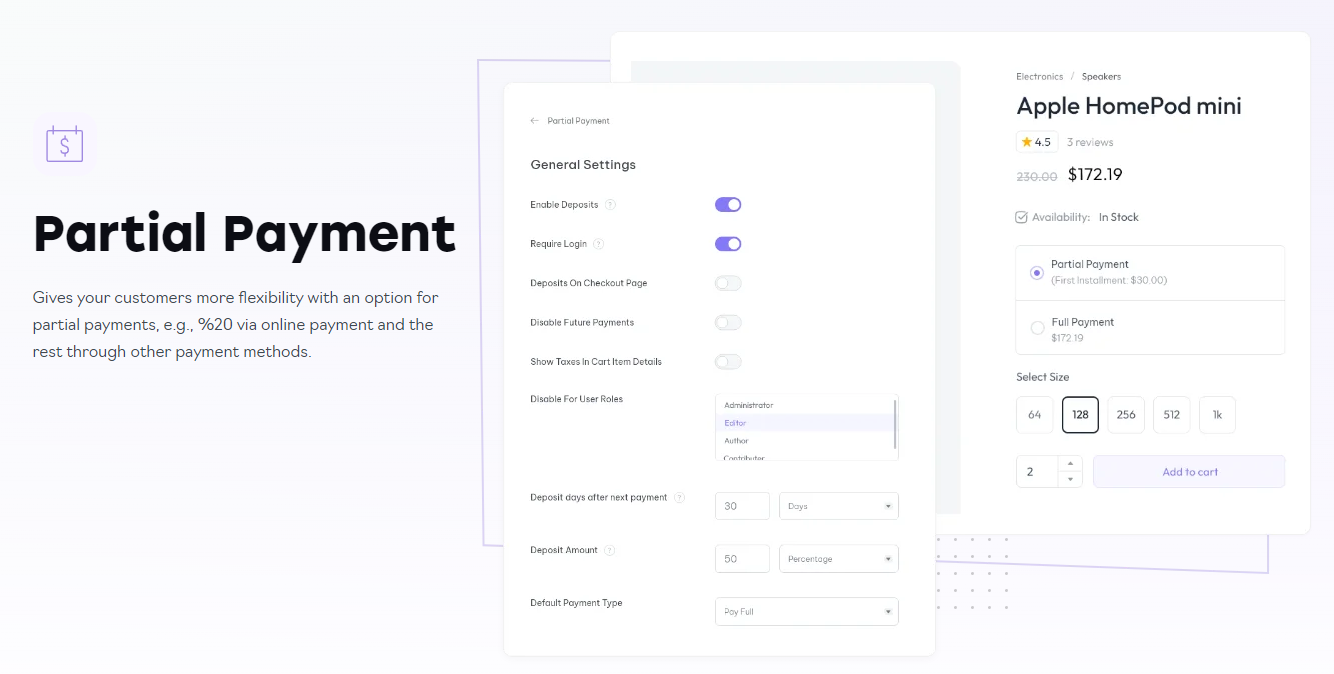 $
Partial Payment
Gives your customers more flexibility with an option for
partial payments, e.g., %20 via online payment and the
rest through other payment methods.
← Partial Payment
General Settings
Enable Deposits ?
Require Login ?
Deposits On Checkout Page
Disable Future Payments
Show Taxes In Cart Item Details
Disable For User Roles
Administrator
Editor
Author
Contributer
Deposit days after next payment ?
30 Days
Deposit Amount ?
50 Percentage
Default Payment Type
Pay Full
Electronics / Speakers
Apple HomePod mini
4.5 3 reviews
230.00 $172.19
Availability: In Stock
Partial Payment
(First Installment: $30.00)
Full Payment
$172.19
Select Size
64 128 256 512 1k
2 Add to cart